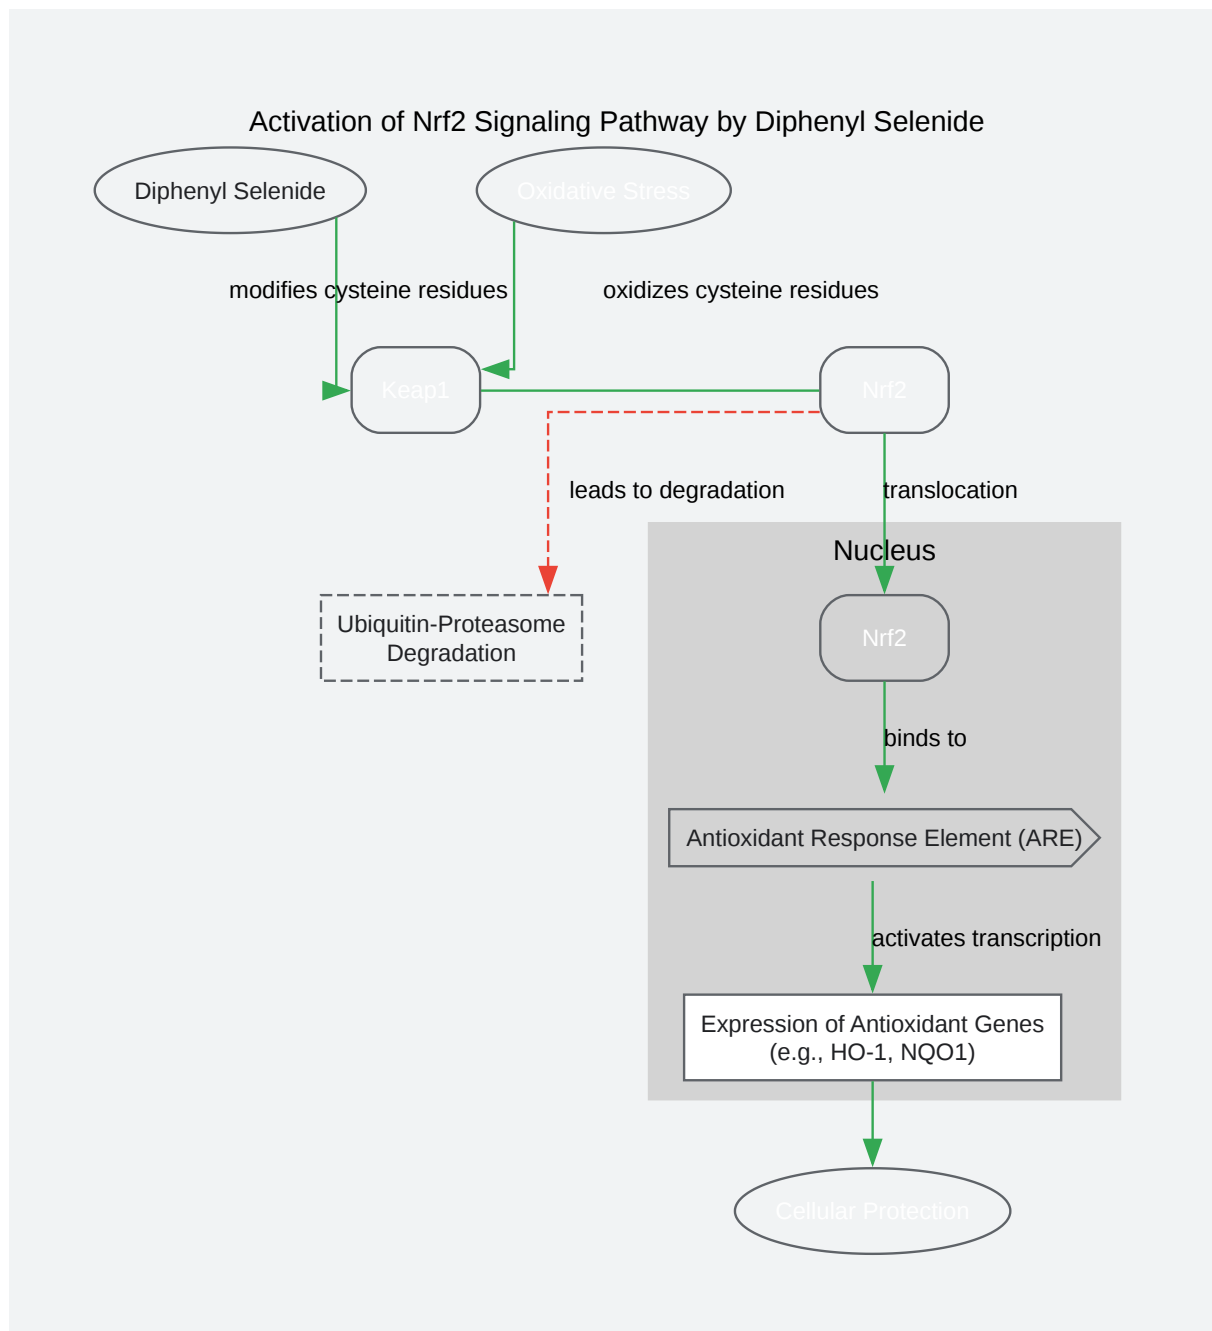 Activation of Nrf2 Signaling Pathway by Diphenyl Selenide
Diphenyl Selenide
Oxidative Stress
modifies cysteine residues
oxidizes cysteine residues
Keap1
Nrf2
leads to degradation
translocation
Nucleus
Ubiquitin-Proteasome
Degradation
Nrf2
binds to
Antioxidant Response Element (ARE)
activates transcription
Expression of Antioxidant Genes
(e.g., HO-1, NQO1)
Cellular Protection